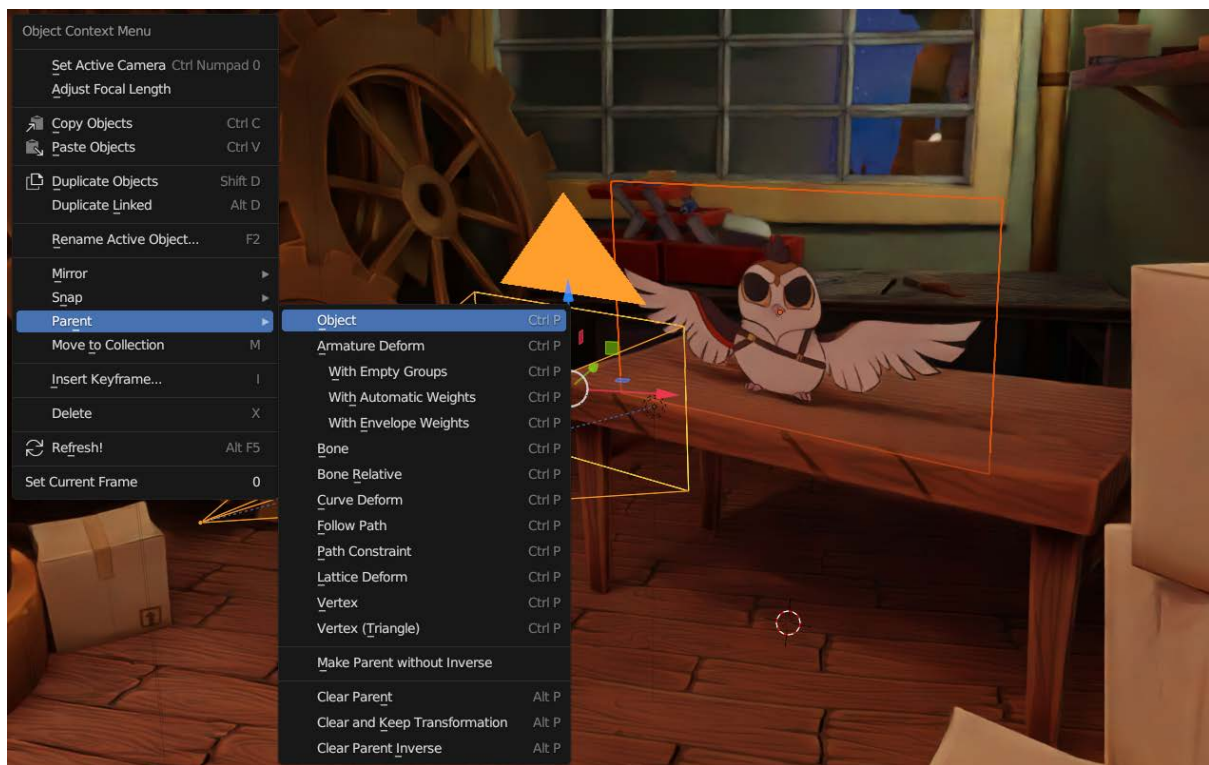 Object Context Menu
Set Active Camera Ctrl Numpad 0
Adjust Focal Length
Copy Objects Ctrl C
Paste Objects Ctrl V
Duplicate Objects Shift D
Duplicate Linked Alt D
Rename Active Object... F2
Mirror
Snap
Parent
Move to Collection M
Insert Keyframe... I
Delete X
Refresh! Alt F5
Set Current Frame 0
Object Ctrl P
Armature Deform Ctrl P
With Empty Groups Ctrl P
With Automatic Weights Ctrl P
With Envelope Weights Ctrl P
Bone Ctrl P
Bone Relative Ctrl P
Curve Deform Ctrl P
Follow Path Ctrl P
Path Constraint Ctrl P
Lattice Deform Ctrl P
Vertex Ctrl P
Vertex (Triangle) Ctrl P
Make Parent without Inverse
Clear Parent Alt P
Clear and Keep Transformation Alt P
Clear Parent Inverse Alt P